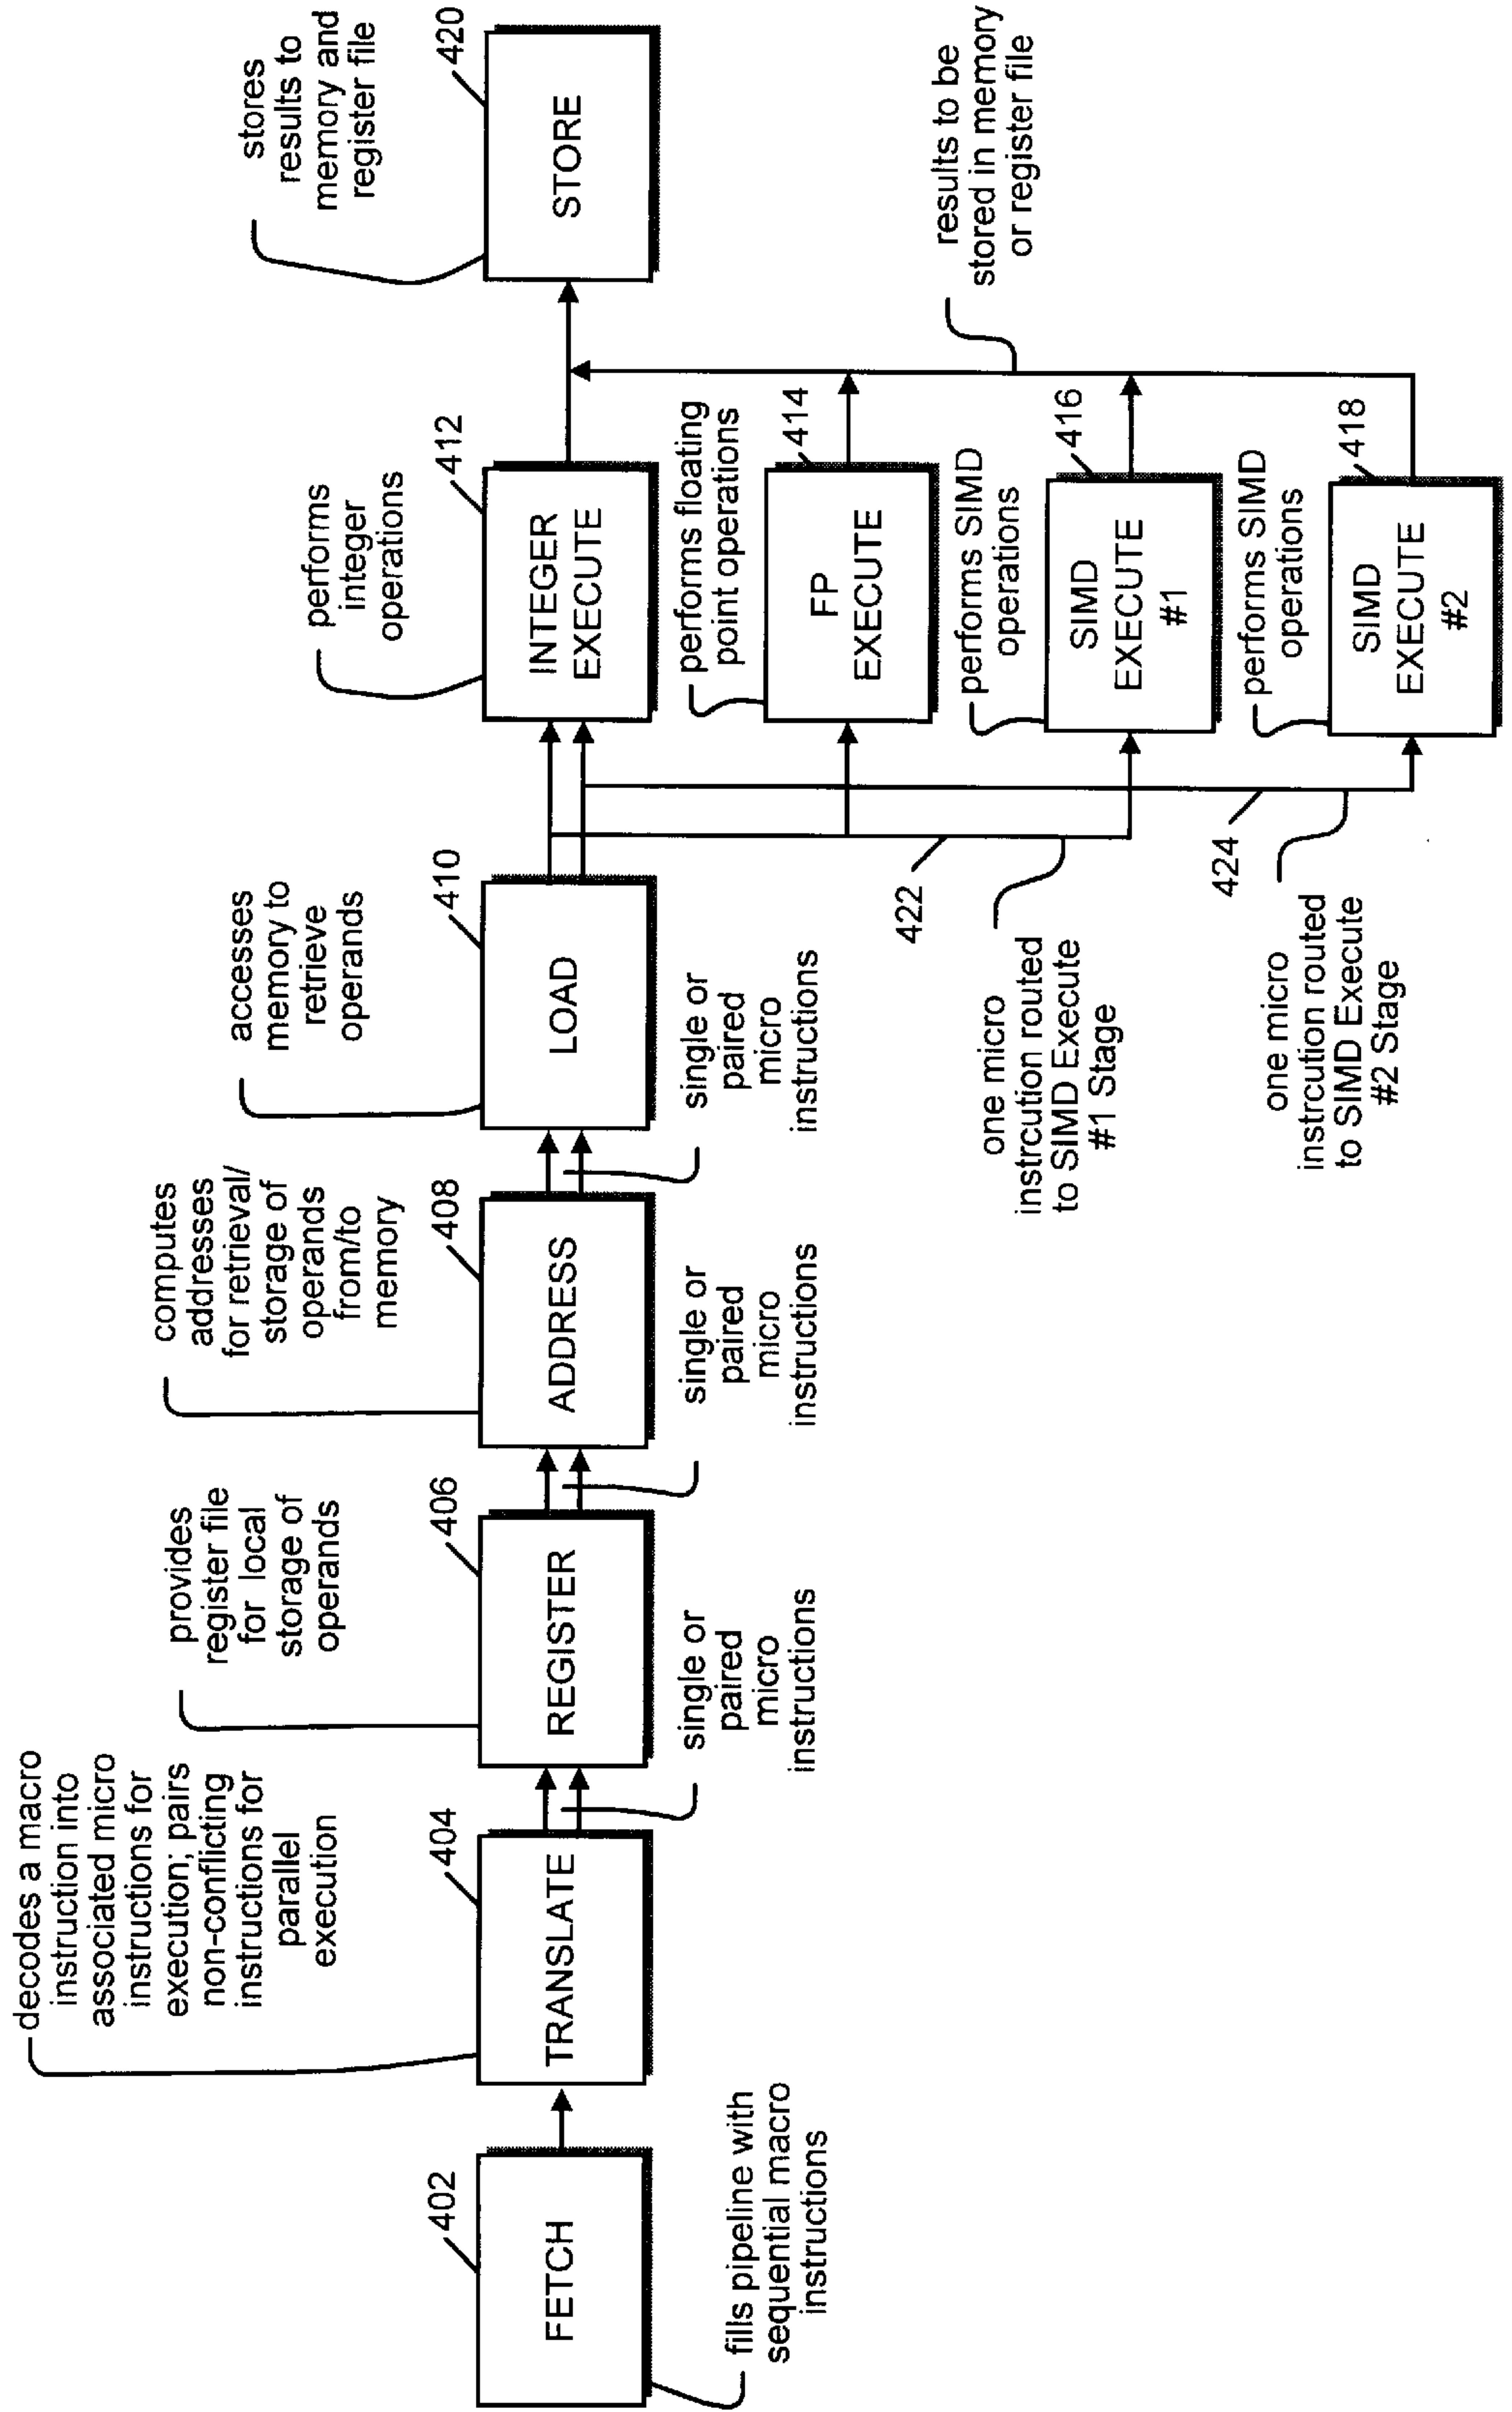 decodes a macro
instruction into
associated micro
instructions for
execution; pairs
non-conflicting
instructions for
parallel
execution
provides
register file
for local
storage of
operands
computes
addresses
for retrieval/
storage of
operands
from/to
memory
accesses
memory to
retrieve
operands
performs
integer
operations
stores
results to
memory and
register file
402
404
406
408
410
412
420
FETCH
TRANSLATE
REGISTER
ADDRESS
LOAD
INTEGER
EXECUTE
STORE
fills pipeline with
sequential macro
instructions
single or
paired
micro
instructions
single or
paired
micro
instructions
single or
paired
micro
instructions
performs floating
point operations
414
FP
EXECUTE
422
one micro
instrcution routed
to SIMD Execute
#1 Stage
performs SIMD
operations
416
SIMD
EXECUTE
#1
results to be
stored in memory
or register file
424
one micro
instrcution routed
to SIMD Execute
#2 Stage
performs SIMD
operations
418
SIMD
EXECUTE
#2